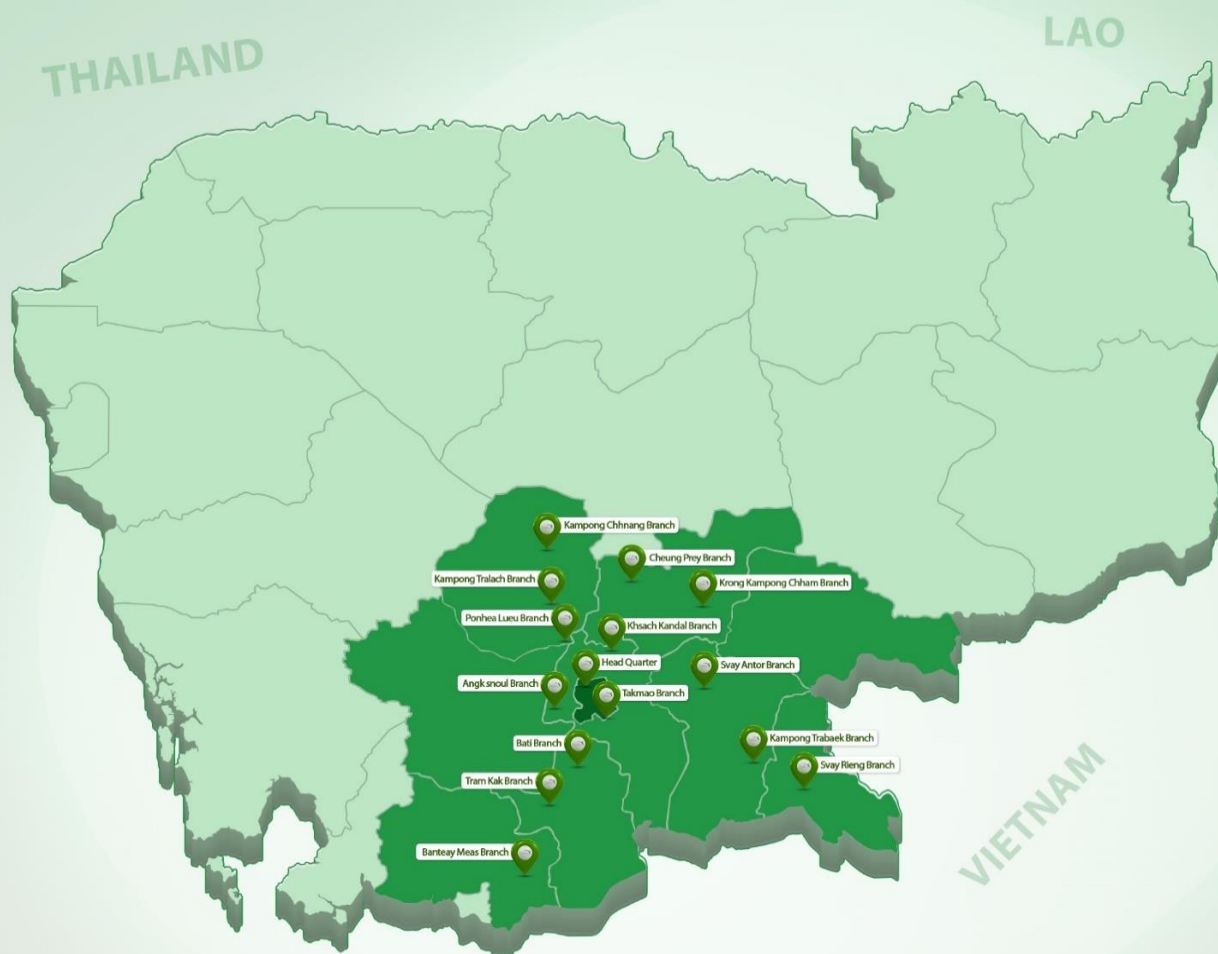 THAILAND
LAO
Kampong Chhnang Branch
Cheung Prey Branch
Kampong Tralach Branch
Krong Kampong Chham Branch
Ponhea Lueu Branch
Khsach Kandal Branch
Head Quarter
Svay Antor Branch
Angk snoul Branch
Takmao Branch
Bati Branch
Kampong Trabaek Branch
Svay Rieng Branch
Tram Kak Branch
Banteay Meas Branch
VIETNAM